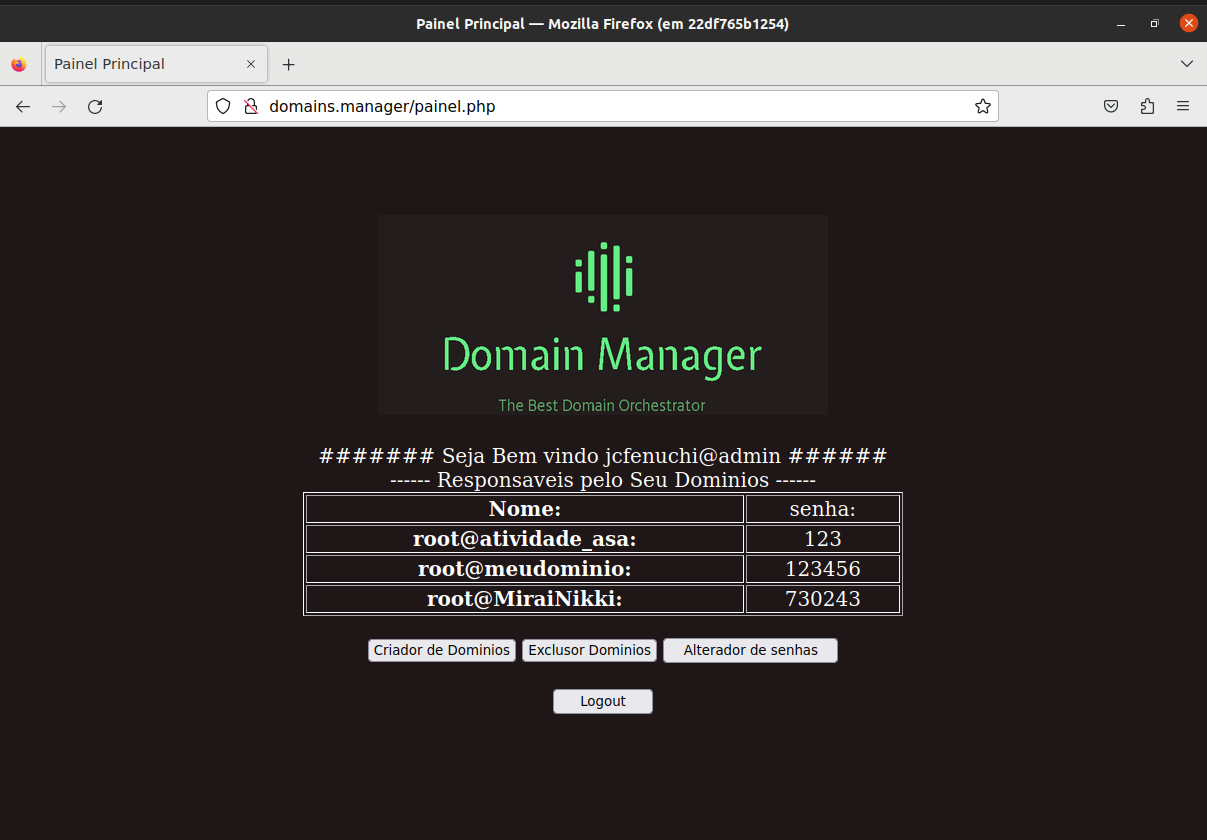 Painel Principal — Mozilla Firefox (em 22df765b1254)
Painel Principal
domains.manager/painel.php
Domain Manager
The Best Domain Orchestrator
####### Seja Bem vindo jcfenuchi@admin ######
------ Responsaveis pelo Seu Dominios ------
Nome: senha:
root@atividade_asa: 123
root@meudominio: 123456
root@MiraiNikki: 730243
Criador de Dominios Exclusor Dominios Alterador de senhas
Logout